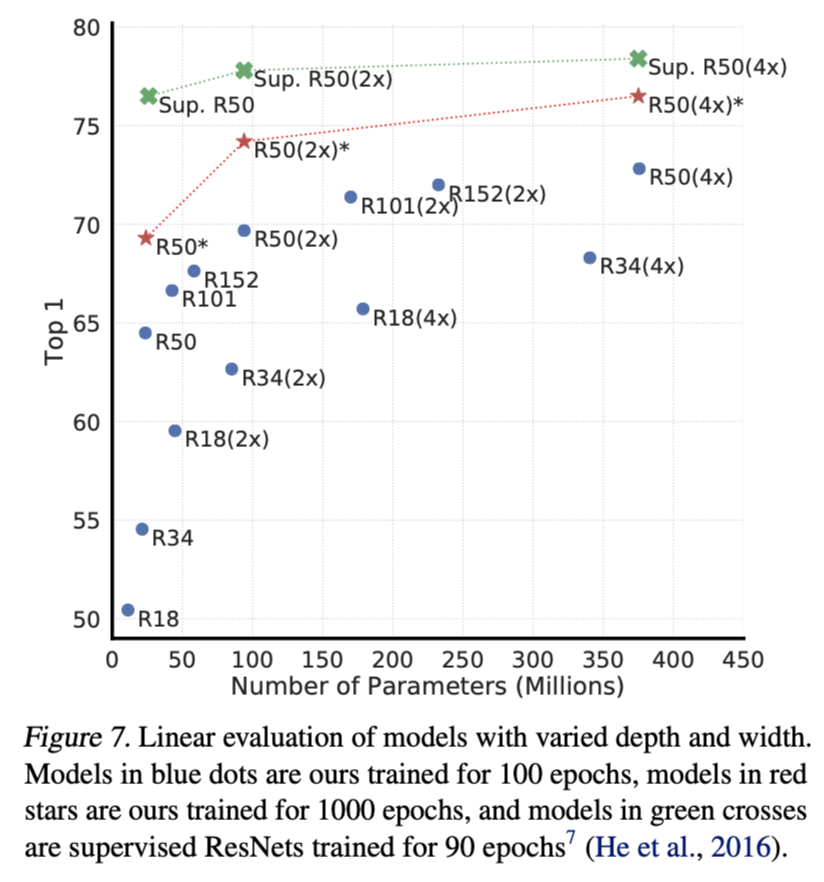 80
Sup. R50(4x)
Sup. R50(2x)
Sup. R50
R50(4x)*
75
R50(2x)*
R50(4x)
R152(2x)
R101(2x)
70
R50(2x)
R50*
R34(4x)
R152
R101
R18(4x)
65
R50
R34(2x)
60
R18(2x)
55
R34
50
R18
Top 1
0 50 100 150 200 250 300 350 400 450
Number of Parameters (Millions)
Figure 7. Linear evaluation of models with varied depth and width.
Models in blue dots are ours trained for 100 epochs, models in red
stars are ours trained for 1000 epochs, and models in green crosses
are supervised ResNets trained for 90 epochs⁷ (He et al., 2016).